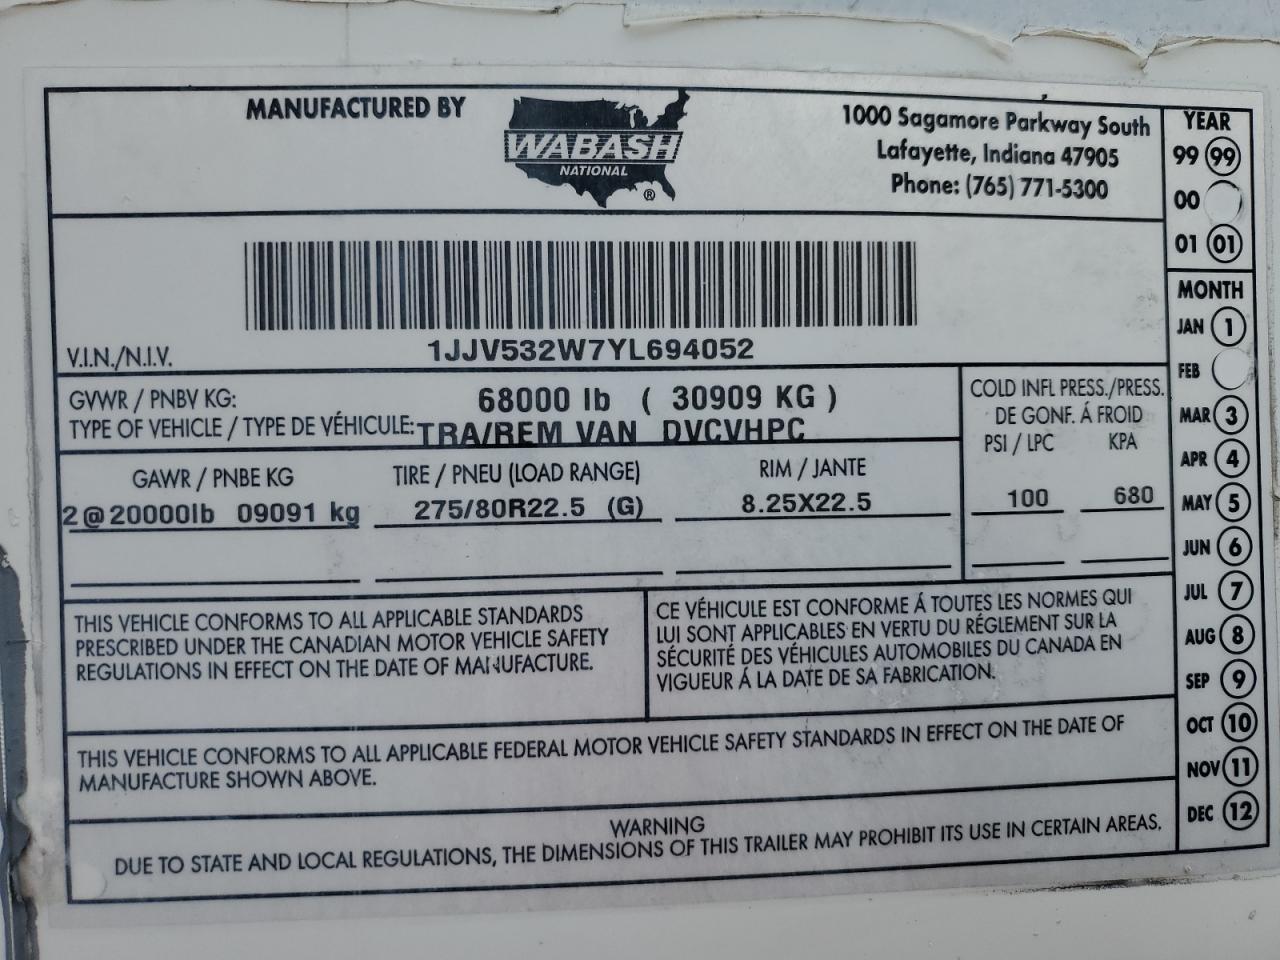 MANUFACTURED BY
WABASH
NATIONAL
®
1000 Sagamore Parkway South
Lafayette, Indiana 47905
Phone: (765) 771-5300
V.I.N./N.I.V.
1JJV532W7YL694052
GVWR / PNBV KG: 68000 lb ( 30909 KG )
TYPE OF VEHICLE / TYPE DE VÉHICULE: TRA/REM VAN DVCVHPC
GAWR / PNBE KG
2@20000lb 09091 kg
TIRE / PNEU (LOAD RANGE)
275/80R22.5 (G)
RIM / JANTE
8.25X22.5
COLD INFL PRESS./PRESS.
DE GONF. Á FROID
PSI / LPC KPA
100 680
THIS VEHICLE CONFORMS TO ALL APPLICABLE STANDARDS
PRESCRIBED UNDER THE CANADIAN MOTOR VEHICLE SAFETY
REGULATIONS IN EFFECT ON THE DATE OF MANUFACTURE.
CE VÉHICULE EST CONFORME Á TOUTES LES NORMES QUI
LUI SONT APPLICABLES EN VERTU DU RÉGLEMENT SUR LA
SÉCURITÉ DES VÉHICULES AUTOMOBILES DU CANADA EN
VIGUEUR Á LA DATE DE SA FABRICATION.
THIS VEHICLE CONFORMS TO ALL APPLICABLE FEDERAL MOTOR VEHICLE SAFETY STANDARDS IN EFFECT ON THE DATE OF
MANUFACTURE SHOWN ABOVE.
WARNING
DUE TO STATE AND LOCAL REGULATIONS, THE DIMENSIONS OF THIS TRAILER MAY PROHIBIT ITS USE IN CERTAIN AREAS.
YEAR
99 99
00
01 01
MONTH
JAN 1
FEB
MAR 3
APR 4
MAY 5
JUN 6
JUL 7
AUG 8
SEP 9
OCT 10
NOV 11
DEC 12